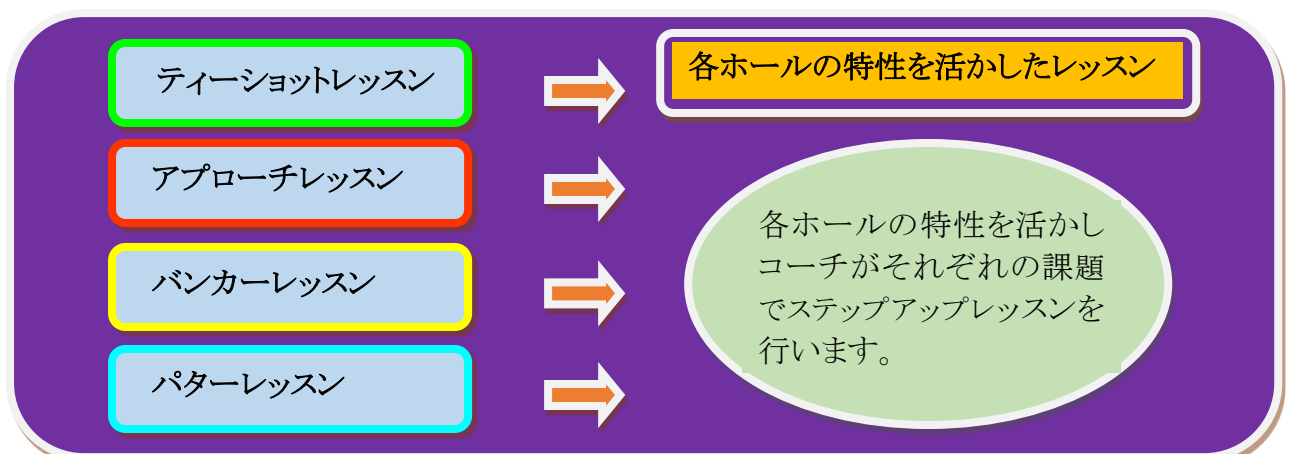 ティーショットレッスン
アプローチレッスン
バンカーレッスン
パターレッスン
各ホールの特性を活かしたレッスン
各ホールの特性を活かし
コーチがそれぞれの課題
でステップアップレッスンを
行います。